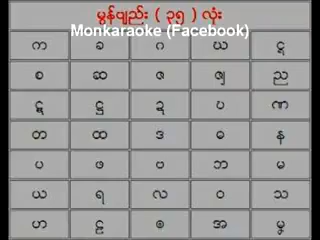 မွန်ဗျည်း ( ၃၅ ) လုံး
Monkaraoke (Facebook)
က ခ ဂ ဃ ၚ
စ ဆ ဇ ၛ ည
ဋ ဌ ဍ ဎ ဏ
တ ထ ဒ ဓ န
ပ ဖ ဗ ဘ မ
ယ ရ လ ဝ သ
ဟ ဠ ၜ အ ၝ